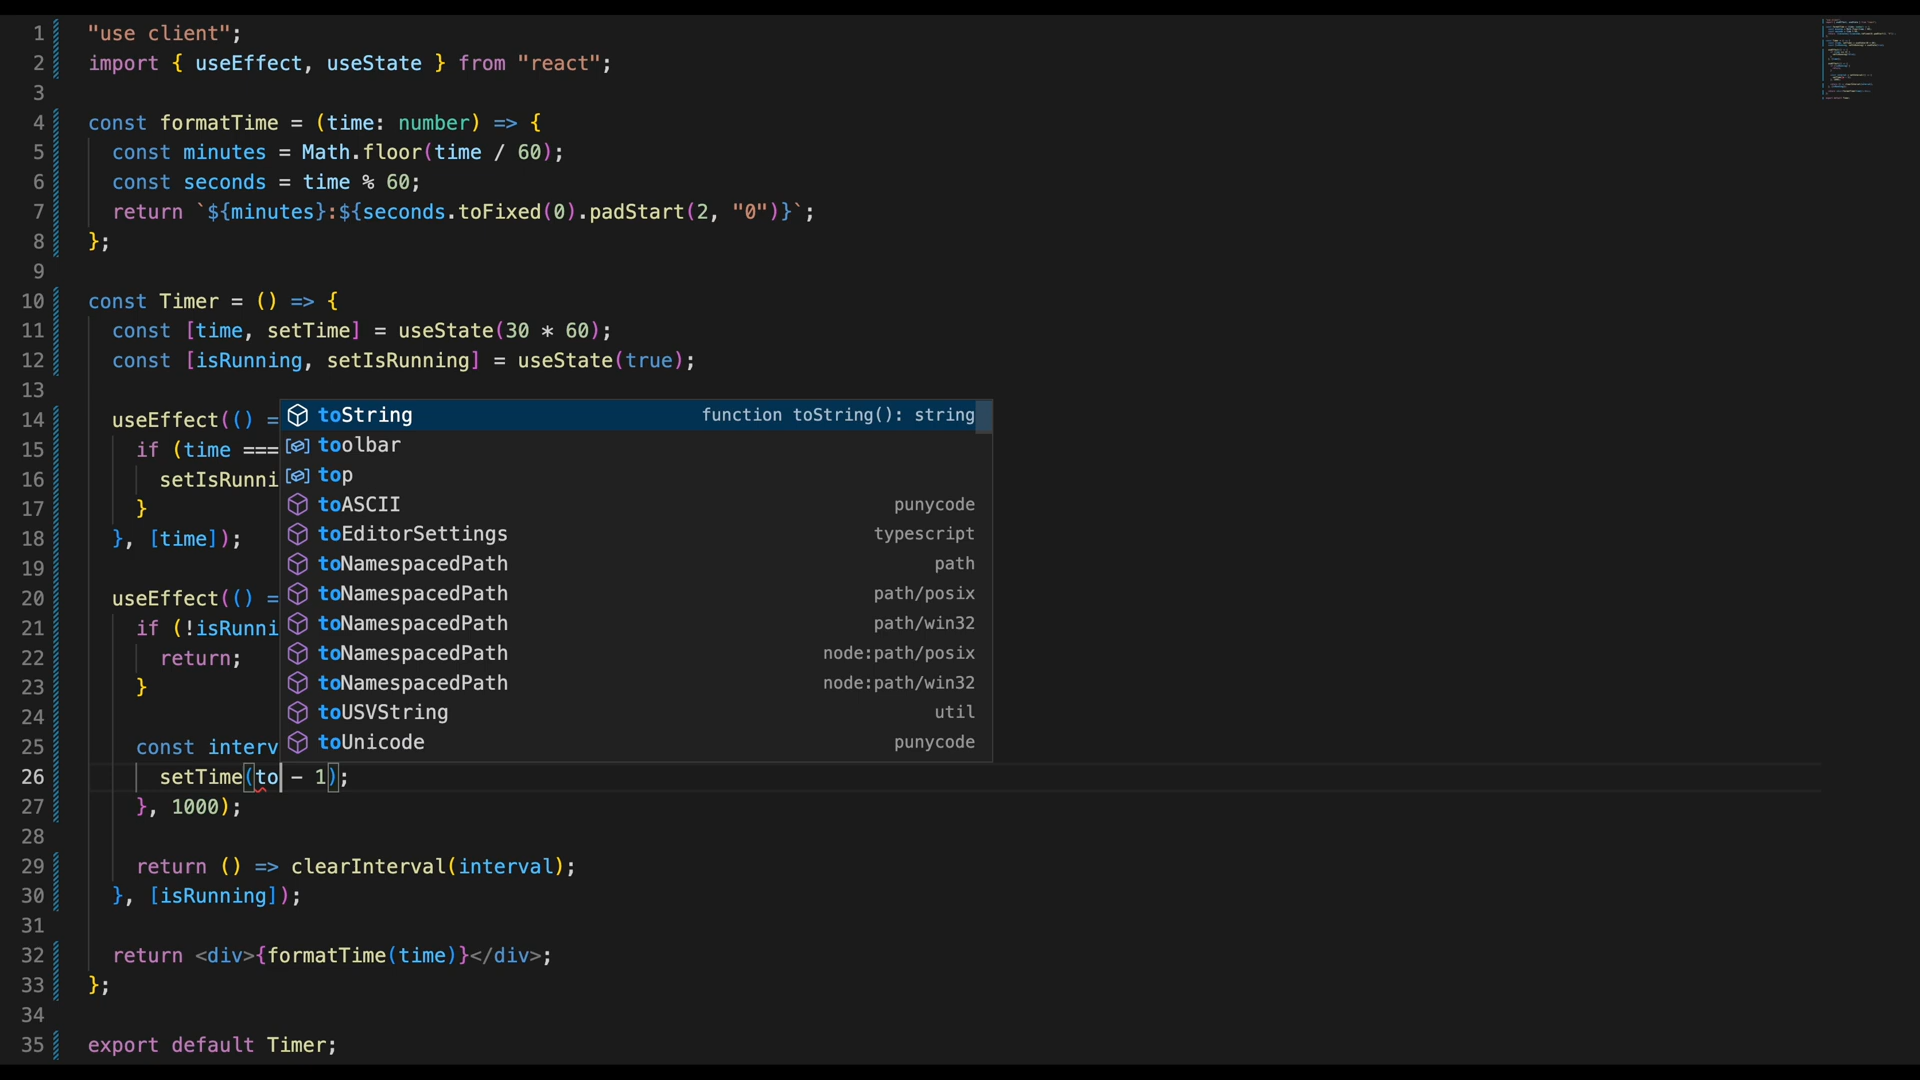 1 "use client";
2 import { useEffect, useState } from "react";
3
4 const formatTime = (time: number) => {
5 const minutes = Math.floor(time / 60);
6 const seconds = time % 60;
7 return `${minutes}:${seconds.toFixed(0).padStart(2, "0")}`;
8 };
9
10 const Timer = () => {
11 const [time, setTime] = useState(30 * 60);
12 const [isRunning, setIsRunning] = useState(true);
13
14 useEffect(() =
toString function toString(): string
15 if (time ===
toolbar
16 setIsRunni
top
17 }
toASCII punycode
18 }, [time]);
toEditorSettings typescript
19
toNamespacedPath path
20 useEffect(() =
toNamespacedPath path/posix
21 if (!isRunni
toNamespacedPath path/win32
22 return;
toNamespacedPath node:path/posix
23 }
toNamespacedPath node:path/win32
24
toUSVString util
25 const interv
toUnicode punycode
26 setTime(to - 1);
27 }, 1000);
28
29 return () => clearInterval(interval);
30 }, [isRunning]);
31
32 return <div>{formatTime(time)}</div>;
33 };
34
35 export default Timer;